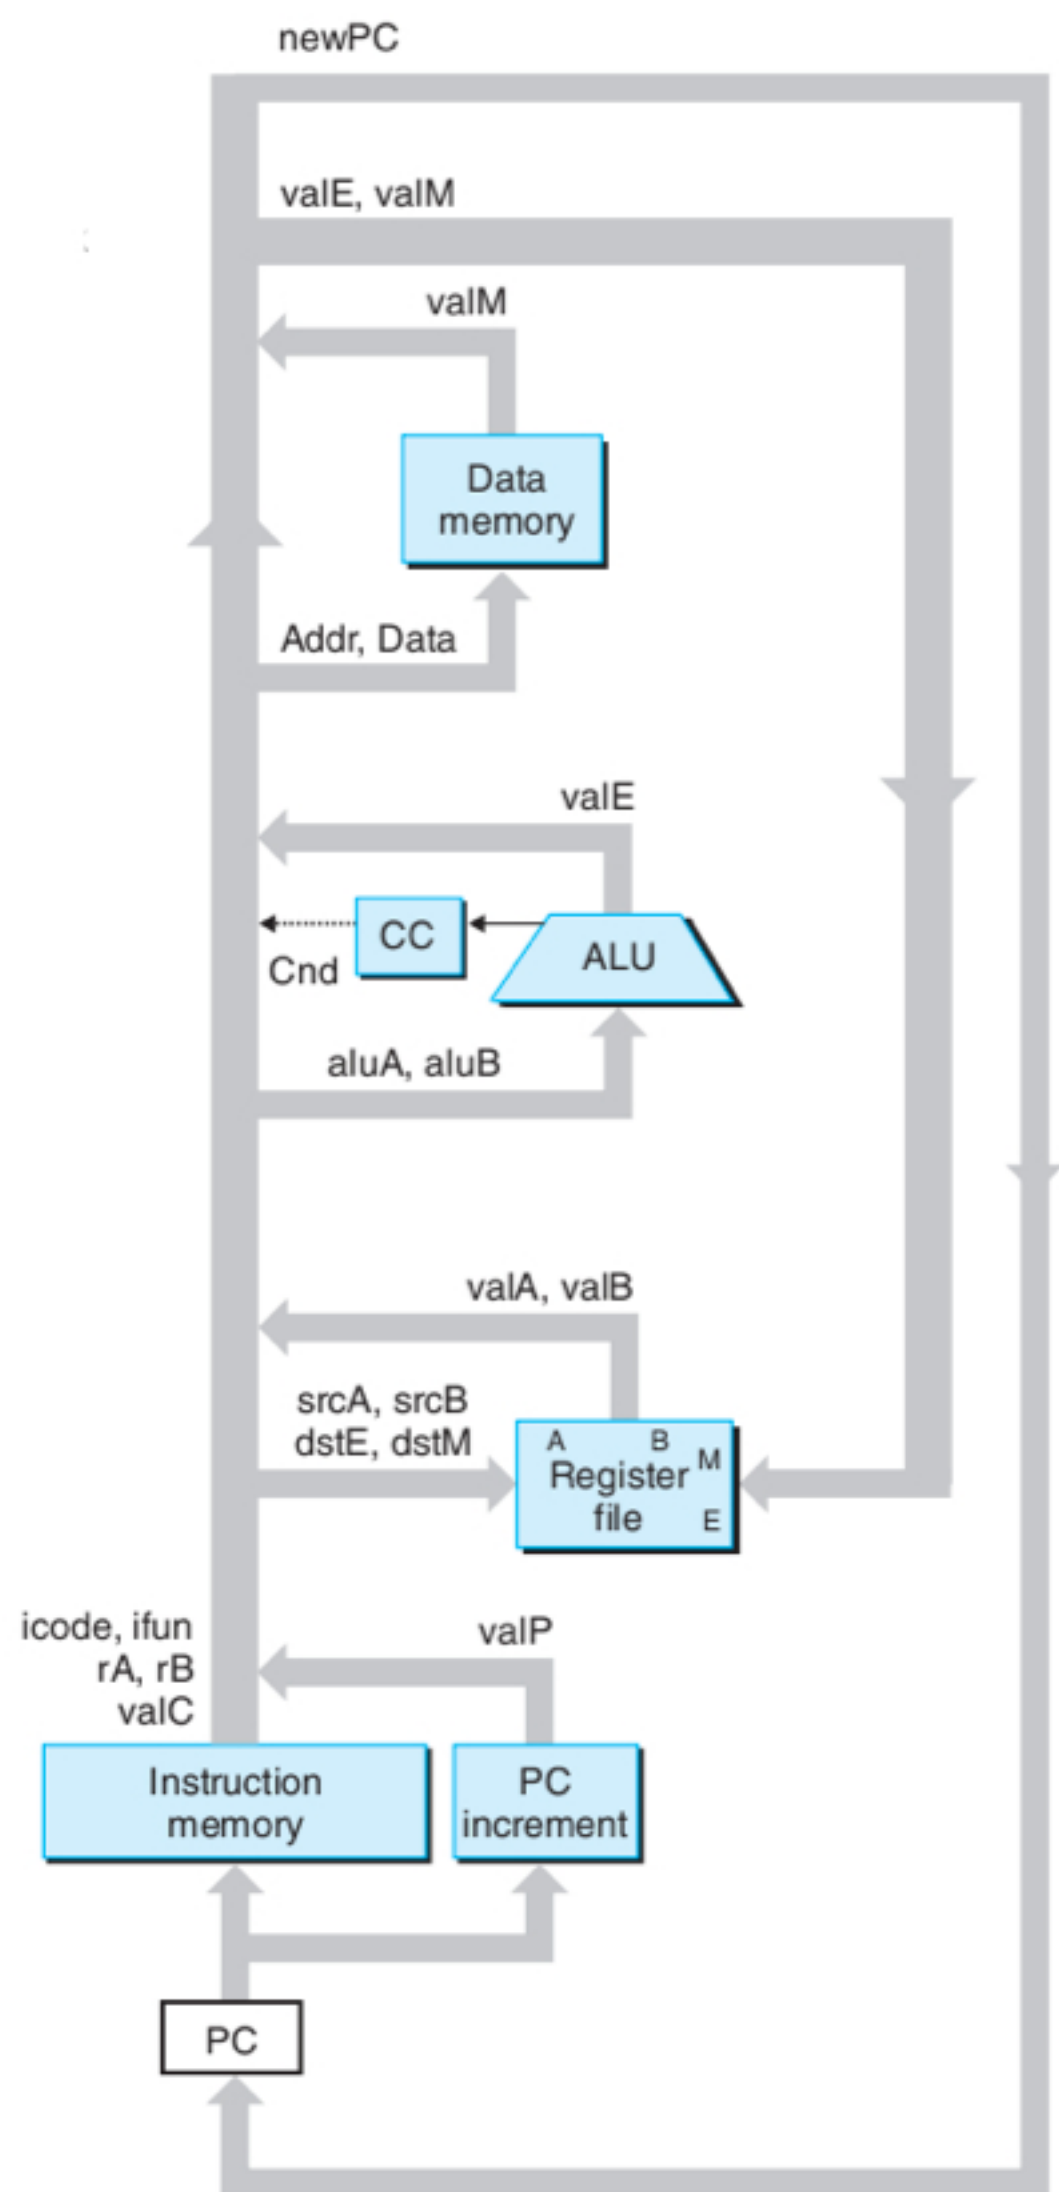 newPC
valE, valM
valM
Data
memory
Addr, Data
valE
CC
ALU
Cnd
aluA, aluB
valA, valB
srcA, srcB
dstE, dstM
A
B
M
Register
file
E
icode, ifun
rA, rB
valC
valP
Instruction
memory
PC
increment
PC